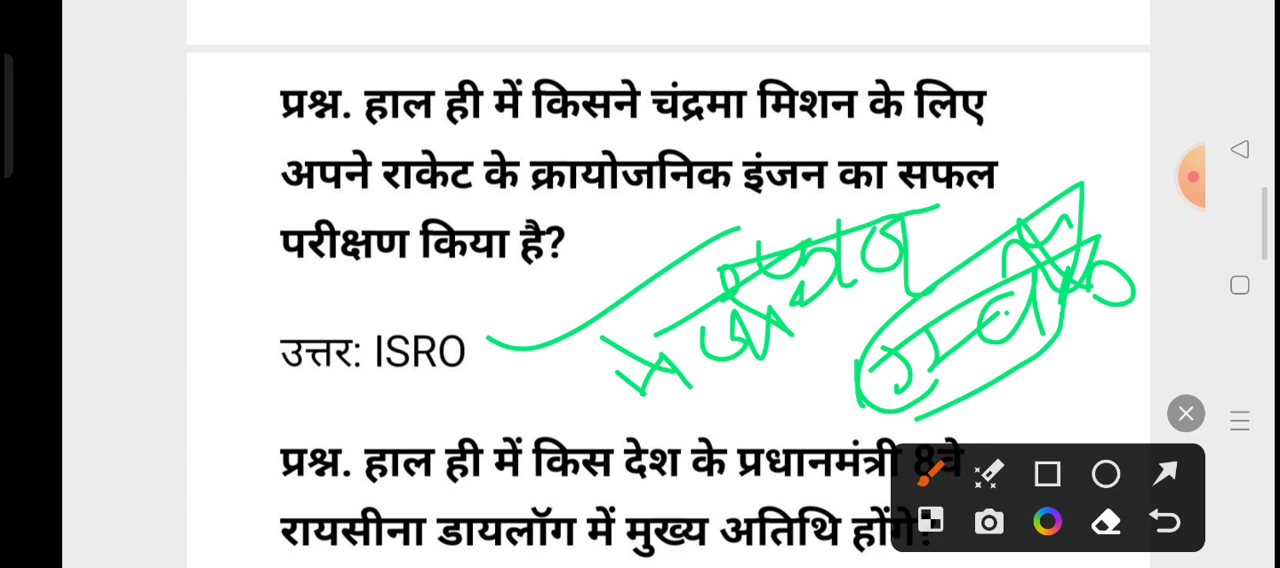 प्रश्न. हाल ही में किसने चंद्रमा मिशन के लिए
अपने राकेट के क्रायोजनिक इंजन का सफल
परीक्षण किया है?
उत्तर: ISRO
प्रश्न. हाल ही में किस देश के प्रधानमंत्री 8वे
रायसीना डायलॉग में मुख्य अतिथि होंगे?